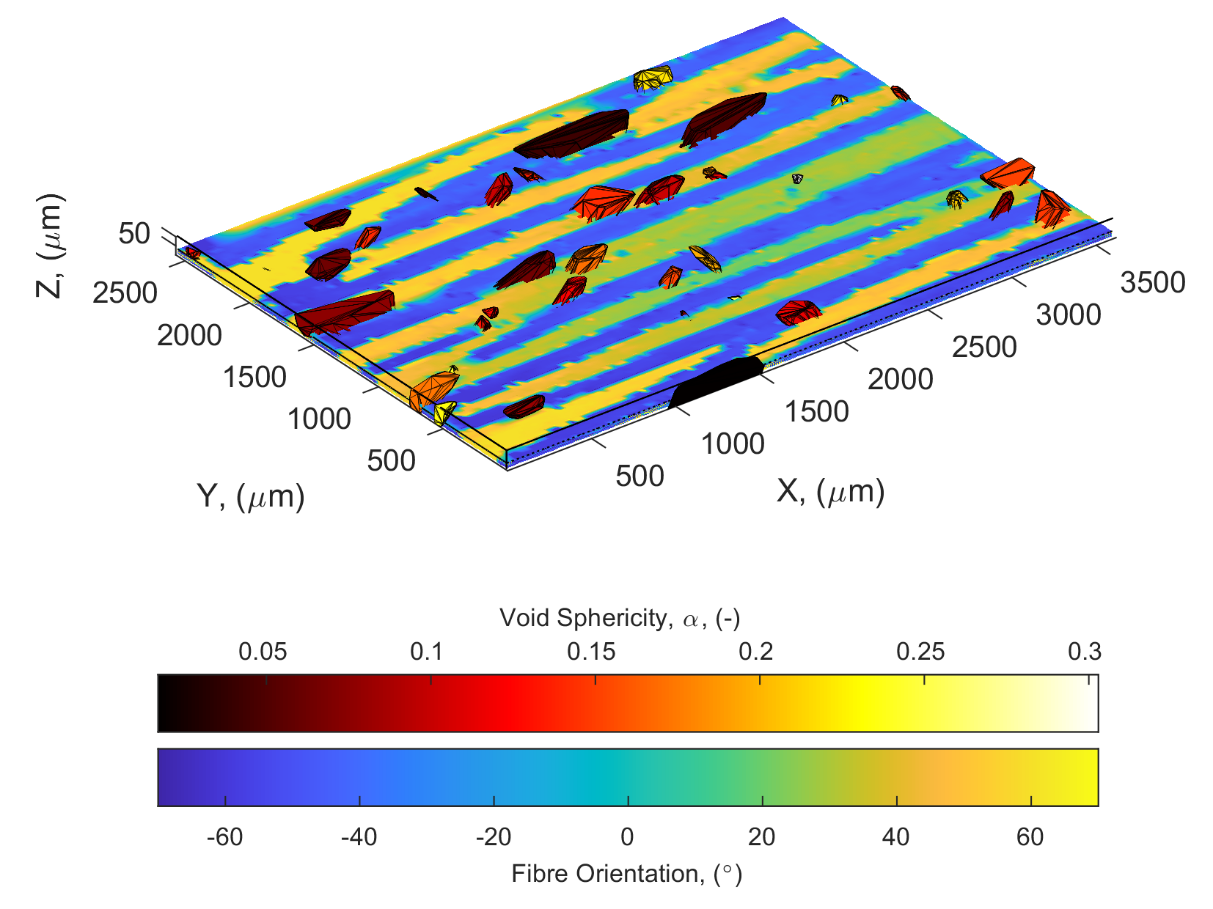 Z, (μm)
50
2500
2000
1500
1000
500
Y, (μm)
500
1000
1500
2000
2500
3000
3500
X, (μm)
Void Sphericity, α, (-)
0.05 0.1 0.15 0.2 0.25 0.3
-60 -40 -20 0 20 40 60
Fibre Orientation, (°)